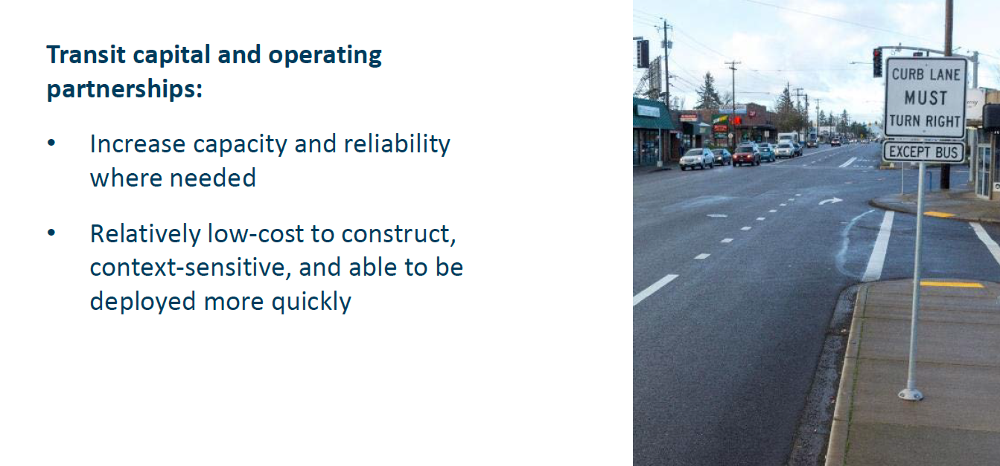 Transit capital and operating
partnerships:
• Increase capacity and reliability
where needed
• Relatively low-cost to construct,
context-sensitive, and able to be
deployed more quickly
CURB LANE
MUST
TURN RIGHT
EXCEPT BUS